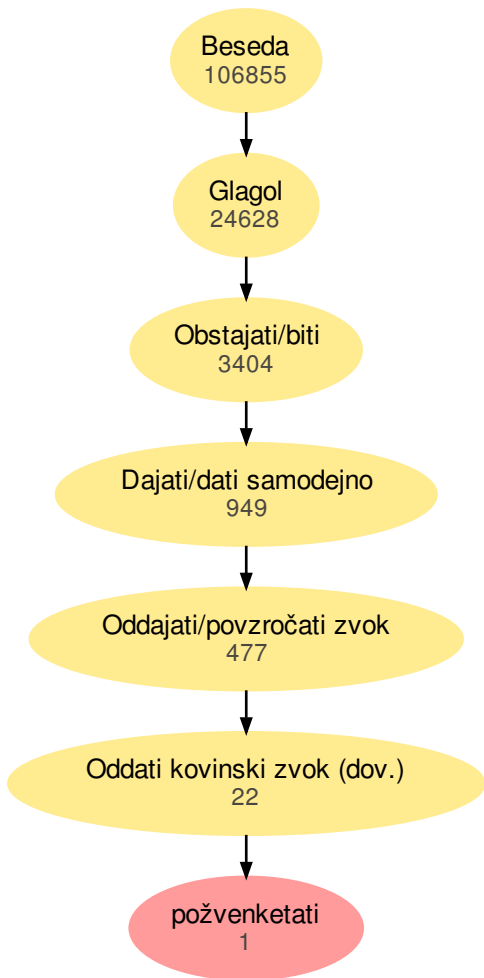 Beseda
106855
Glagol
24628
Obstajati/biti
3404
Dajati/dati samodejno
949
Oddajati/povzročati zvok
477
Oddati kovinski zvok (dov.)
22
požvenketati
1